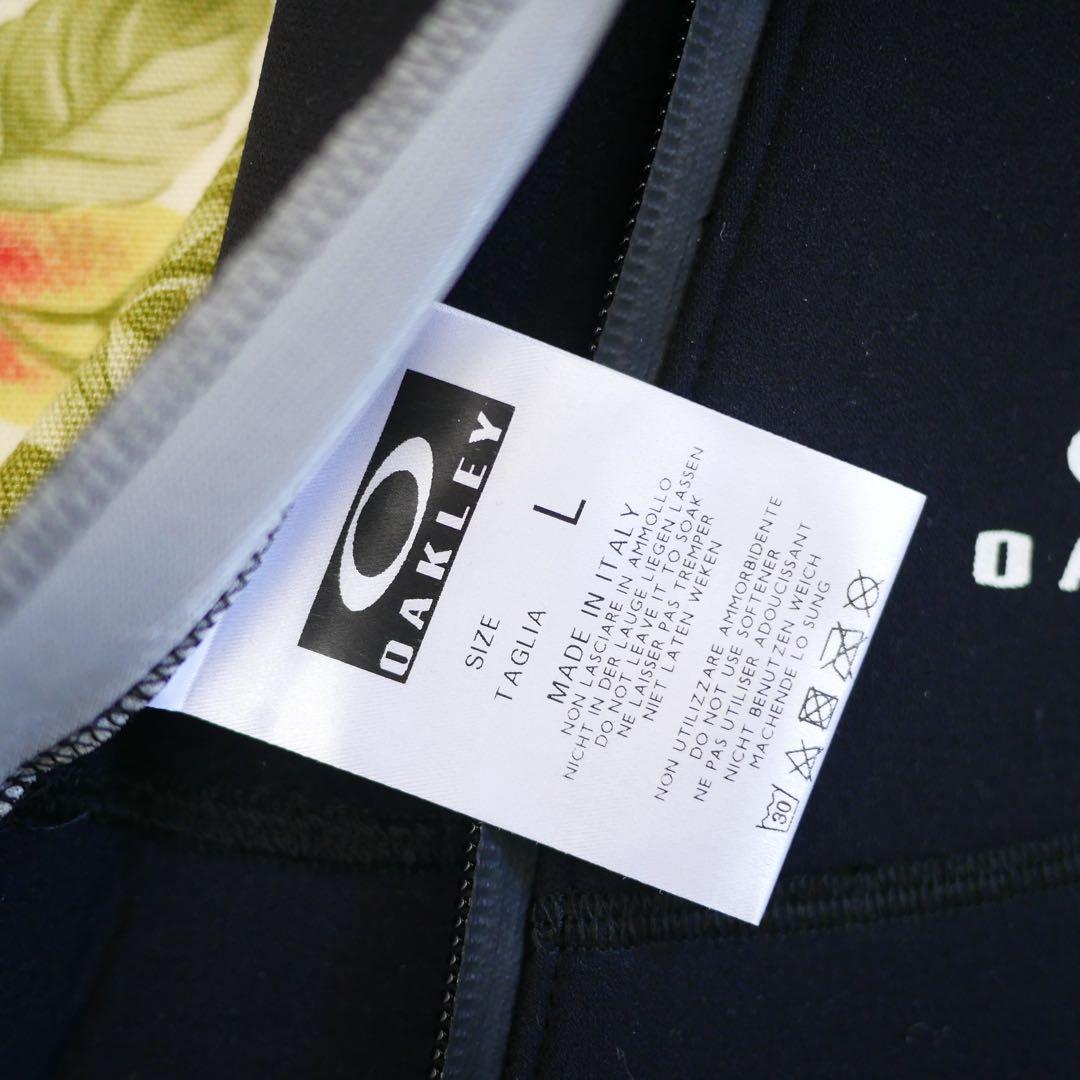 OAKLEY
SIZE
TAGLIA
L
MADE IN ITALY
NON LASCIARE IN AMMOLLO
NICHT IN DER LAUGE LIEGEN LASSEN
DO NOT LEAVE IT TO SOAK
NE LAISSER PAS TREMPER
NIET LATEN WEKEN
NON UTILIZZARE AMMORBIDENTE
DO NOT USE SOFTENER
NE PAS UTILISER ADOUCISSANT
NICHT BENUTZEN WEICH
MACHENDE LO SUNG
30
OA